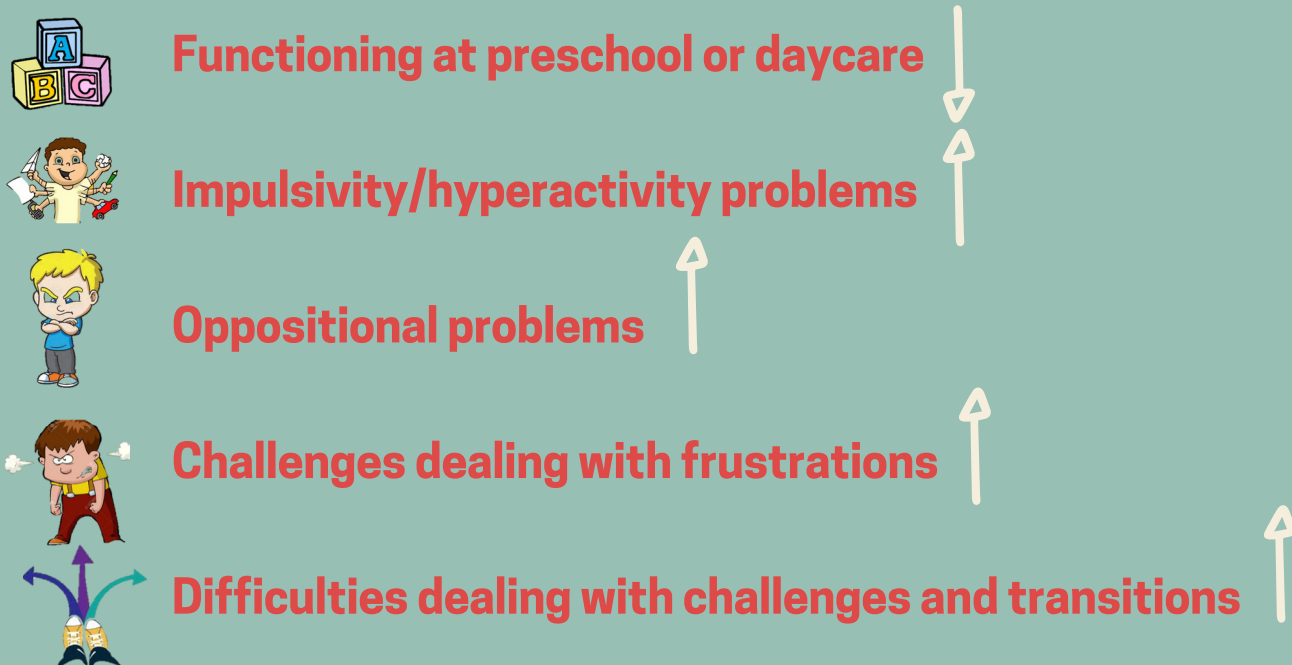 A
B C
Functioning at preschool or daycare
Impulsivity/hyperactivity problems
Oppositional problems
Challenges dealing with frustrations
Difficulties dealing with challenges and transitions